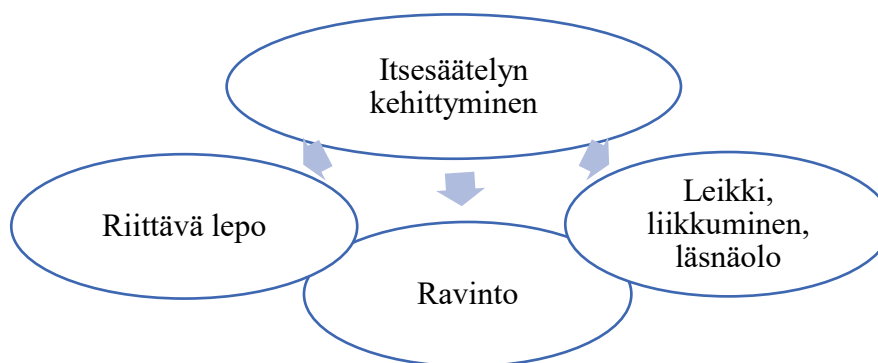 Itsesäätelyn
kehittyminen
Riittävä lepo
Leikki,
liikkuminen,
läsnäolo
Ravinto